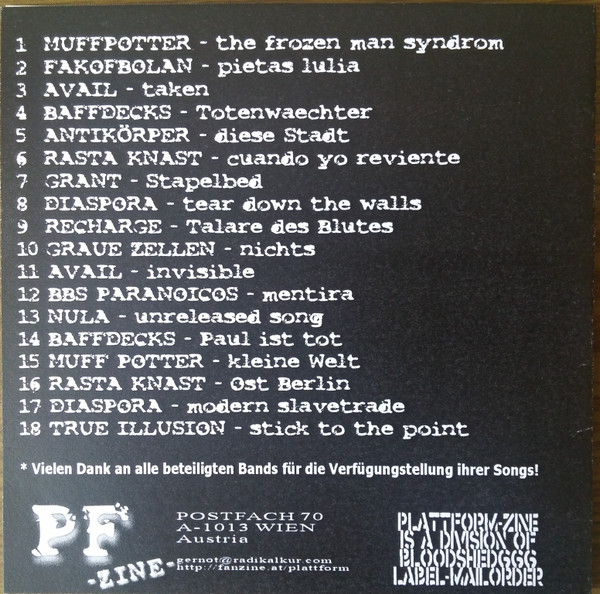 1 MUFFPOTTER - the frozen man syndrom
2 FAKOFBOLAN - pietas lulia
3 AVAIL - taken
4 BAFFDECKS - Totenwaechter
5 ANTIKÖRPER - diese Stadt
6 RASTA KNAST - cuando yo reviente
7 GRANT - Stapelbed
8 DIASPORA - tear down the walls
9 RECHARGE - Talare des Blutes
10 GRAUE ZELLEN - nichts
11 AVAIL - invisible
12 BBS PARANOICOS - mentira
13 NULA - unreleased song
14 BAFFDECKS - Paul ist tot
15 MUFF POTTER - kleine Welt
16 RASTA KNAST - Ost Berlin
17 DIASPORA - modern slavetrade
18 TRUE ILLUSION - stick to the point
* Vielen Dank an alle beteiligten Bands für die Verfügungstellung ihrer Songs!
PF
-ZINE-
POSTFACH 70
A-1013 WIEN
Austria
gernot@radikalkur.com
http://fanzine.at/plattform
PLATTFORM-ZINE
IS A DIVISION OF
BLOODSHED666
LABEL-MAILORDER